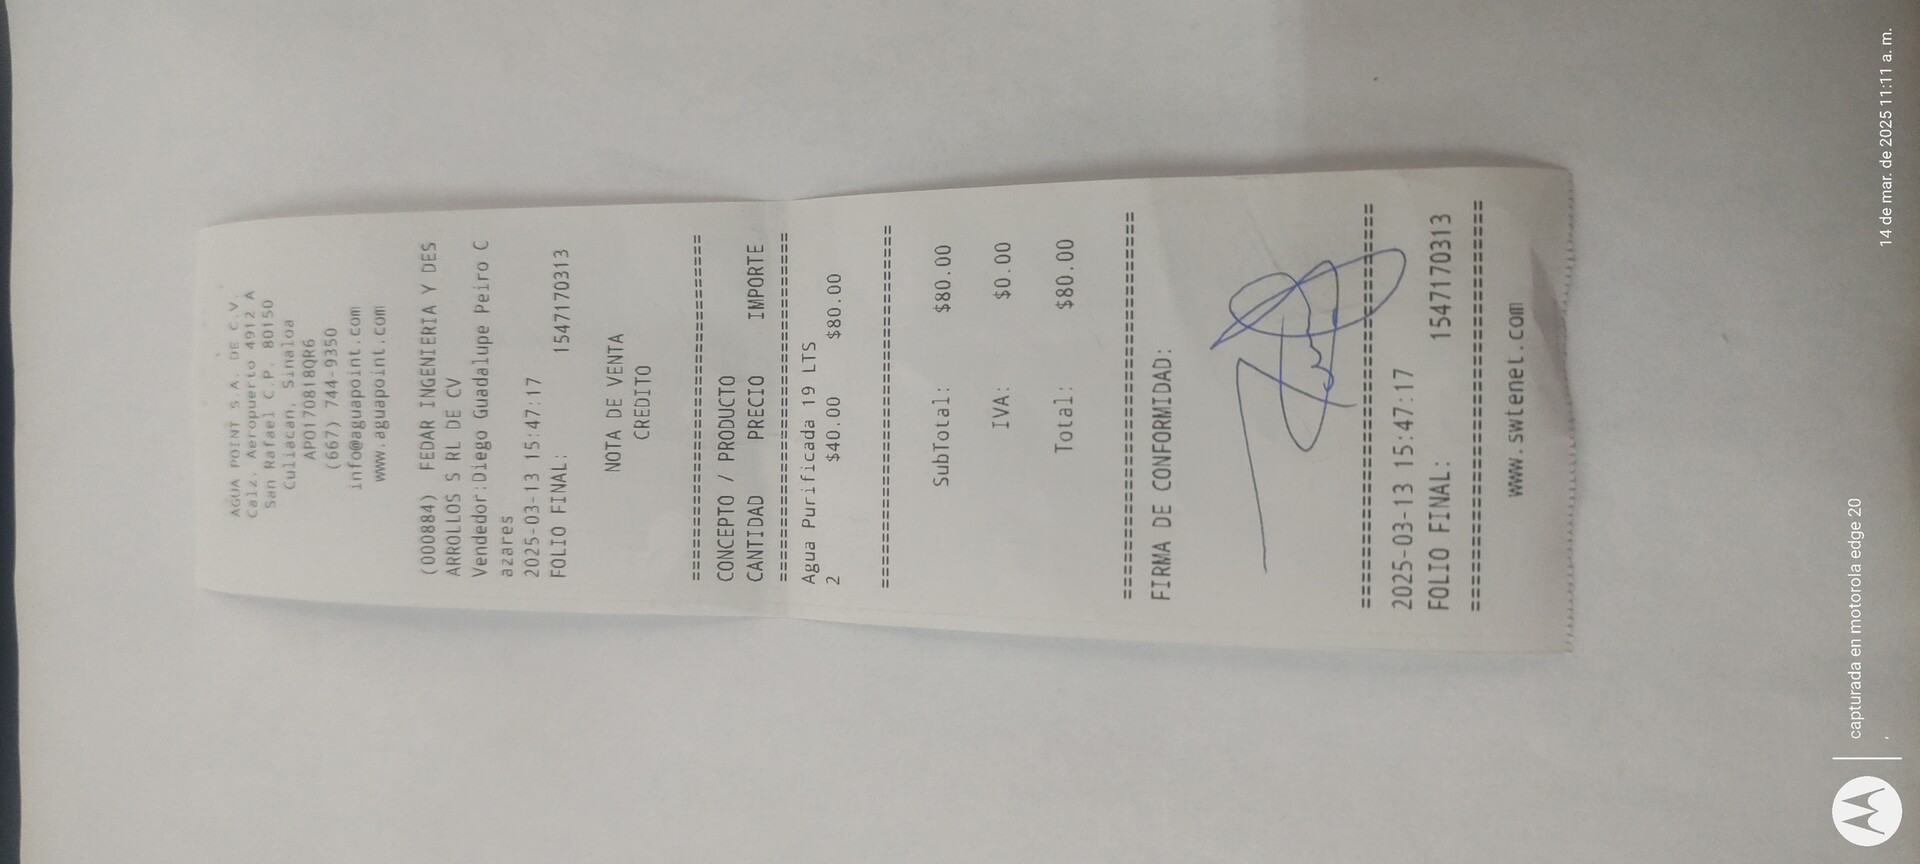 AGUA POINT S.A. DE C.V.
Calz. Aeropuerto 4912 A
San Rafael C.P. 80150
Culiacan, Sinaloa
APO170818QR6
(667) 744-9350
info@aguapoint.com
www.aguapoint.com
(000884) FEDAR INGENIERIA Y DES
ARROLLOS S RL DE CV
Vendedor:Diego Guadalupe Peiro C
azares
2025-03-13 15:47:17
FOLIO FINAL: 1547170313
NOTA DE VENTA
CREDITO
================================
CONCEPTO / PRODUCTO
CANTIDAD PRECIO IMPORTE
================================
Agua Purificada 19 LTS
2 $40.00 $80.00
================================
SubTotal: $80.00
IVA: $0.00
Total: $80.00
================================
FIRMA DE CONFORMIDAD:
================================
2025-03-13 15:47:17
FOLIO FINAL: 1547170313
================================
www.swtenet.com
capturada en motorola edge 20
14 de mar. de 2025 11:11 a. m.